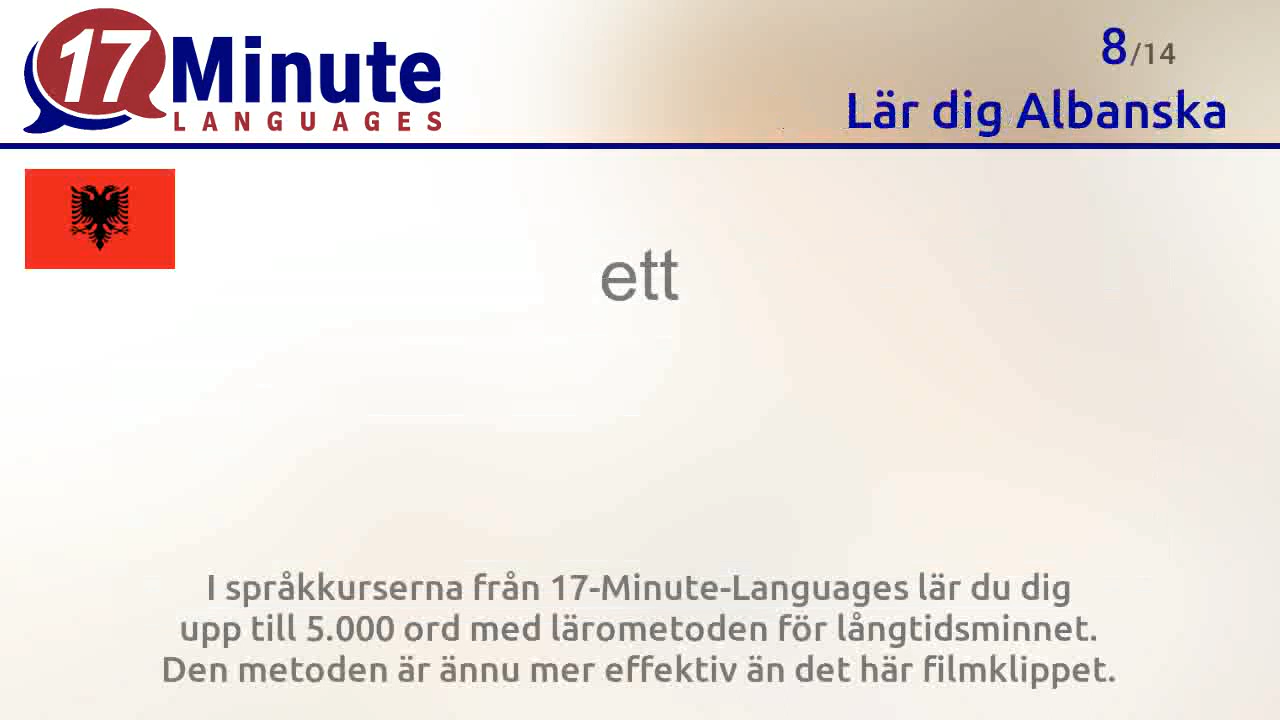 17 Minute
LANGUAGES
8/14
Lär dig Albanska
ett
I språkkurserna från 17-Minute-Languages lär du dig
upp till 5.000 ord med lärometoden för långtidsminnet.
Den metoden är ännu mer effektiv än det här filmklippet.